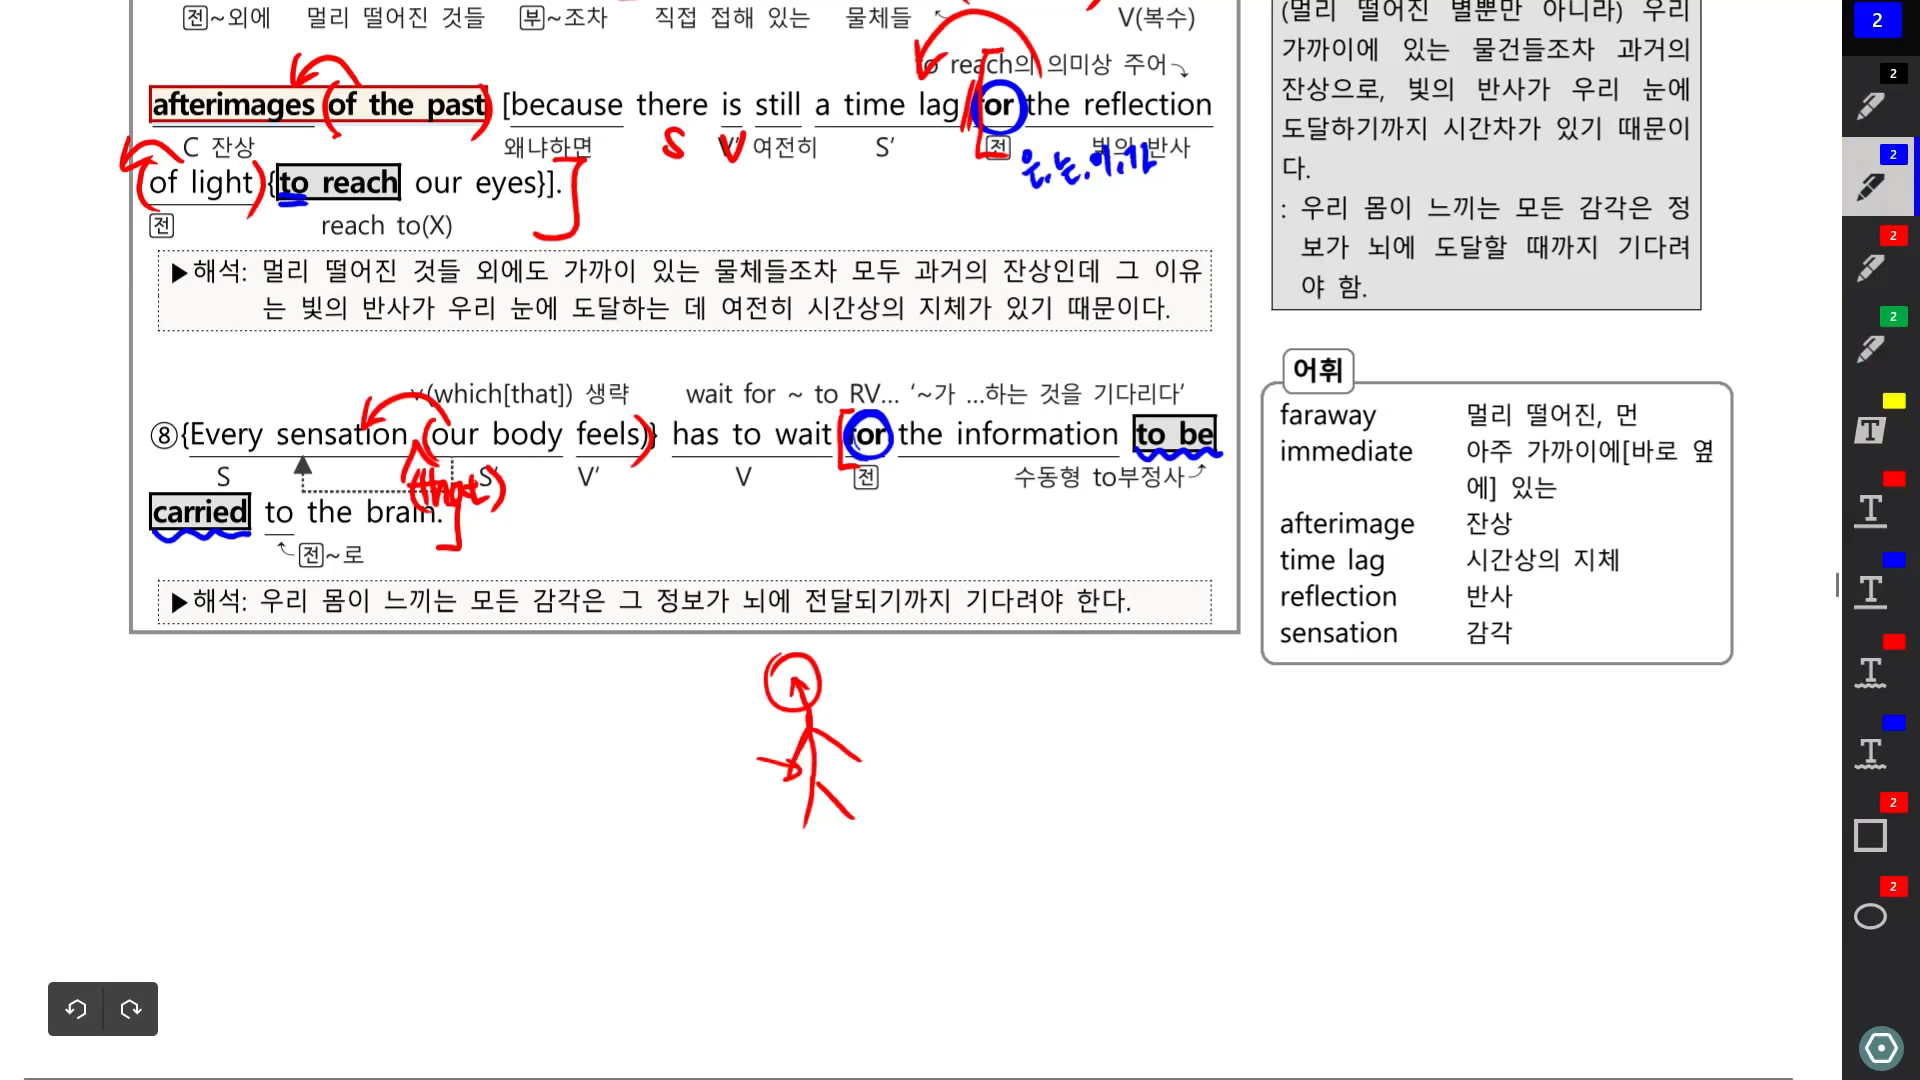 전~외에 멀리 떨어진 것들 부~조차 직접 접해 있는 물체들 V(복수)
to reach의 의미상 주어
afterimages (of the past) [because there is still a time lag for the reflection
C 잔상 왜냐하면 S V' V 여전히 S' 전 빛의 반사
은, 는, 이, 가
(of light) {to reach our eyes}].
전 reach to(X)
▶해석: 멀리 떨어진 것들 외에도 가까이 있는 물체들조차 모두 과거의 잔상인데 그 이유
는 빛의 반사가 우리 눈에 도달하는 데 여전히 시간상의 지체가 있기 때문이다.
∨(which[that]) 생략 wait for ~ to RV... ‘~가 …하는 것을 기다리다’
⑧{Every sensation (our body feels)} has to wait for the information to be
S S' V' V 전 수동형 to부정사
(that)
carried to the brain.
전~로
▶해석: 우리 몸이 느끼는 모든 감각은 그 정보가 뇌에 전달되기까지 기다려야 한다.
(멀리 떨어진 별뿐만 아니라) 우리
가까이에 있는 물건들조차 과거의
잔상으로, 빛의 반사가 우리 눈에
도달하기까지 시간차가 있기 때문이
다.
: 우리 몸이 느끼는 모든 감각은 정
보가 뇌에 도달할 때까지 기다려
야 함.
어휘
faraway 멀리 떨어진, 먼
immediate 아주 가까이에[바로 옆
에] 있는
afterimage 잔상
time lag 시간상의 지체
reflection 반사
sensation 감각
2
2
2
2
2
T
T
T
T
T
2
2